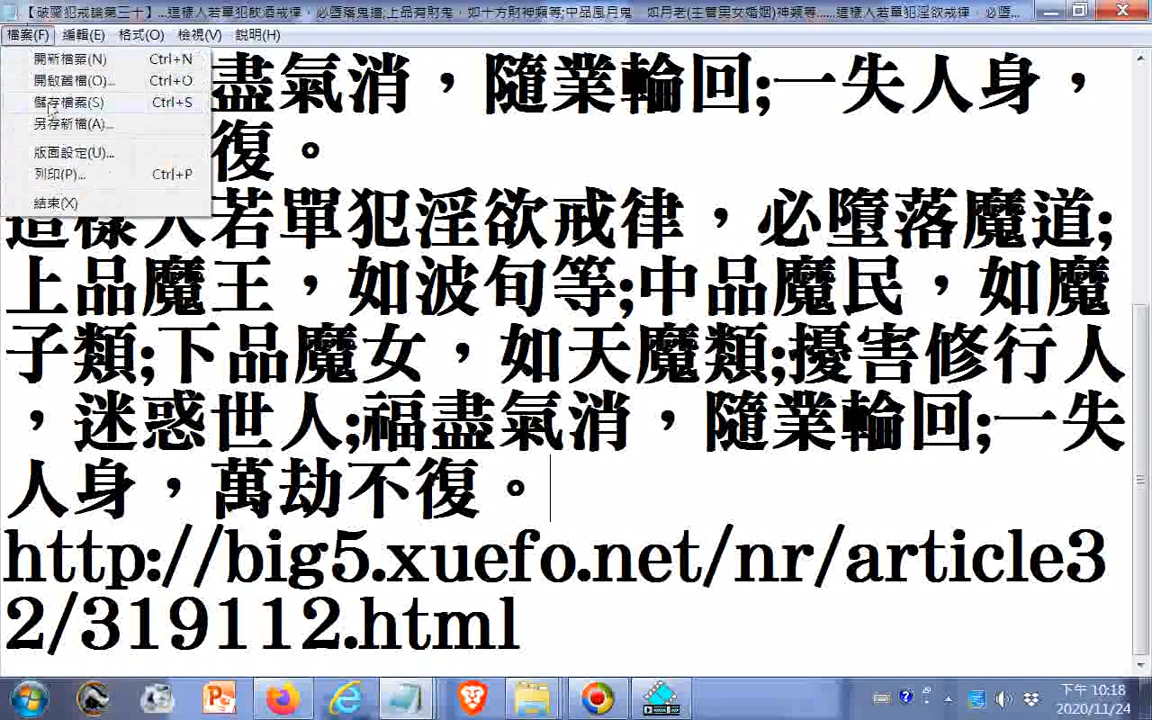 【破藻犯戒論第三十】...這樣人若單犯飲酒戒律，必墮落鬼道;上品有財鬼，如十方財神類等;中品風月鬼，如月老(主管男女婚姻)神類等......這樣人若單犯淫欲戒律，必墮...
檔案(F) 編輯(E) 格式(O) 檢視(V) 說明(H)
開新檔案(N) Ctrl+N
開啟舊檔(O)... Ctrl+O
儲存檔案(S) Ctrl+S
另存新檔(A)...
版面設定(U)...
列印(P)... Ctrl+P
結束(X)
盡氣消，隨業輪回;一失人身，
復。
這樣人若單犯淫欲戒律，必墮落魔道;
上品魔王，如波旬等;中品魔民，如魔
子類;下品魔女，如天魔類;擾害修行人
，迷惑世人;福盡氣消，隨業輪回;一失
人身，萬劫不復。
http://big5.xuefo.net/nr/article3
2/319112.html
下午 10:18
2020/11/24